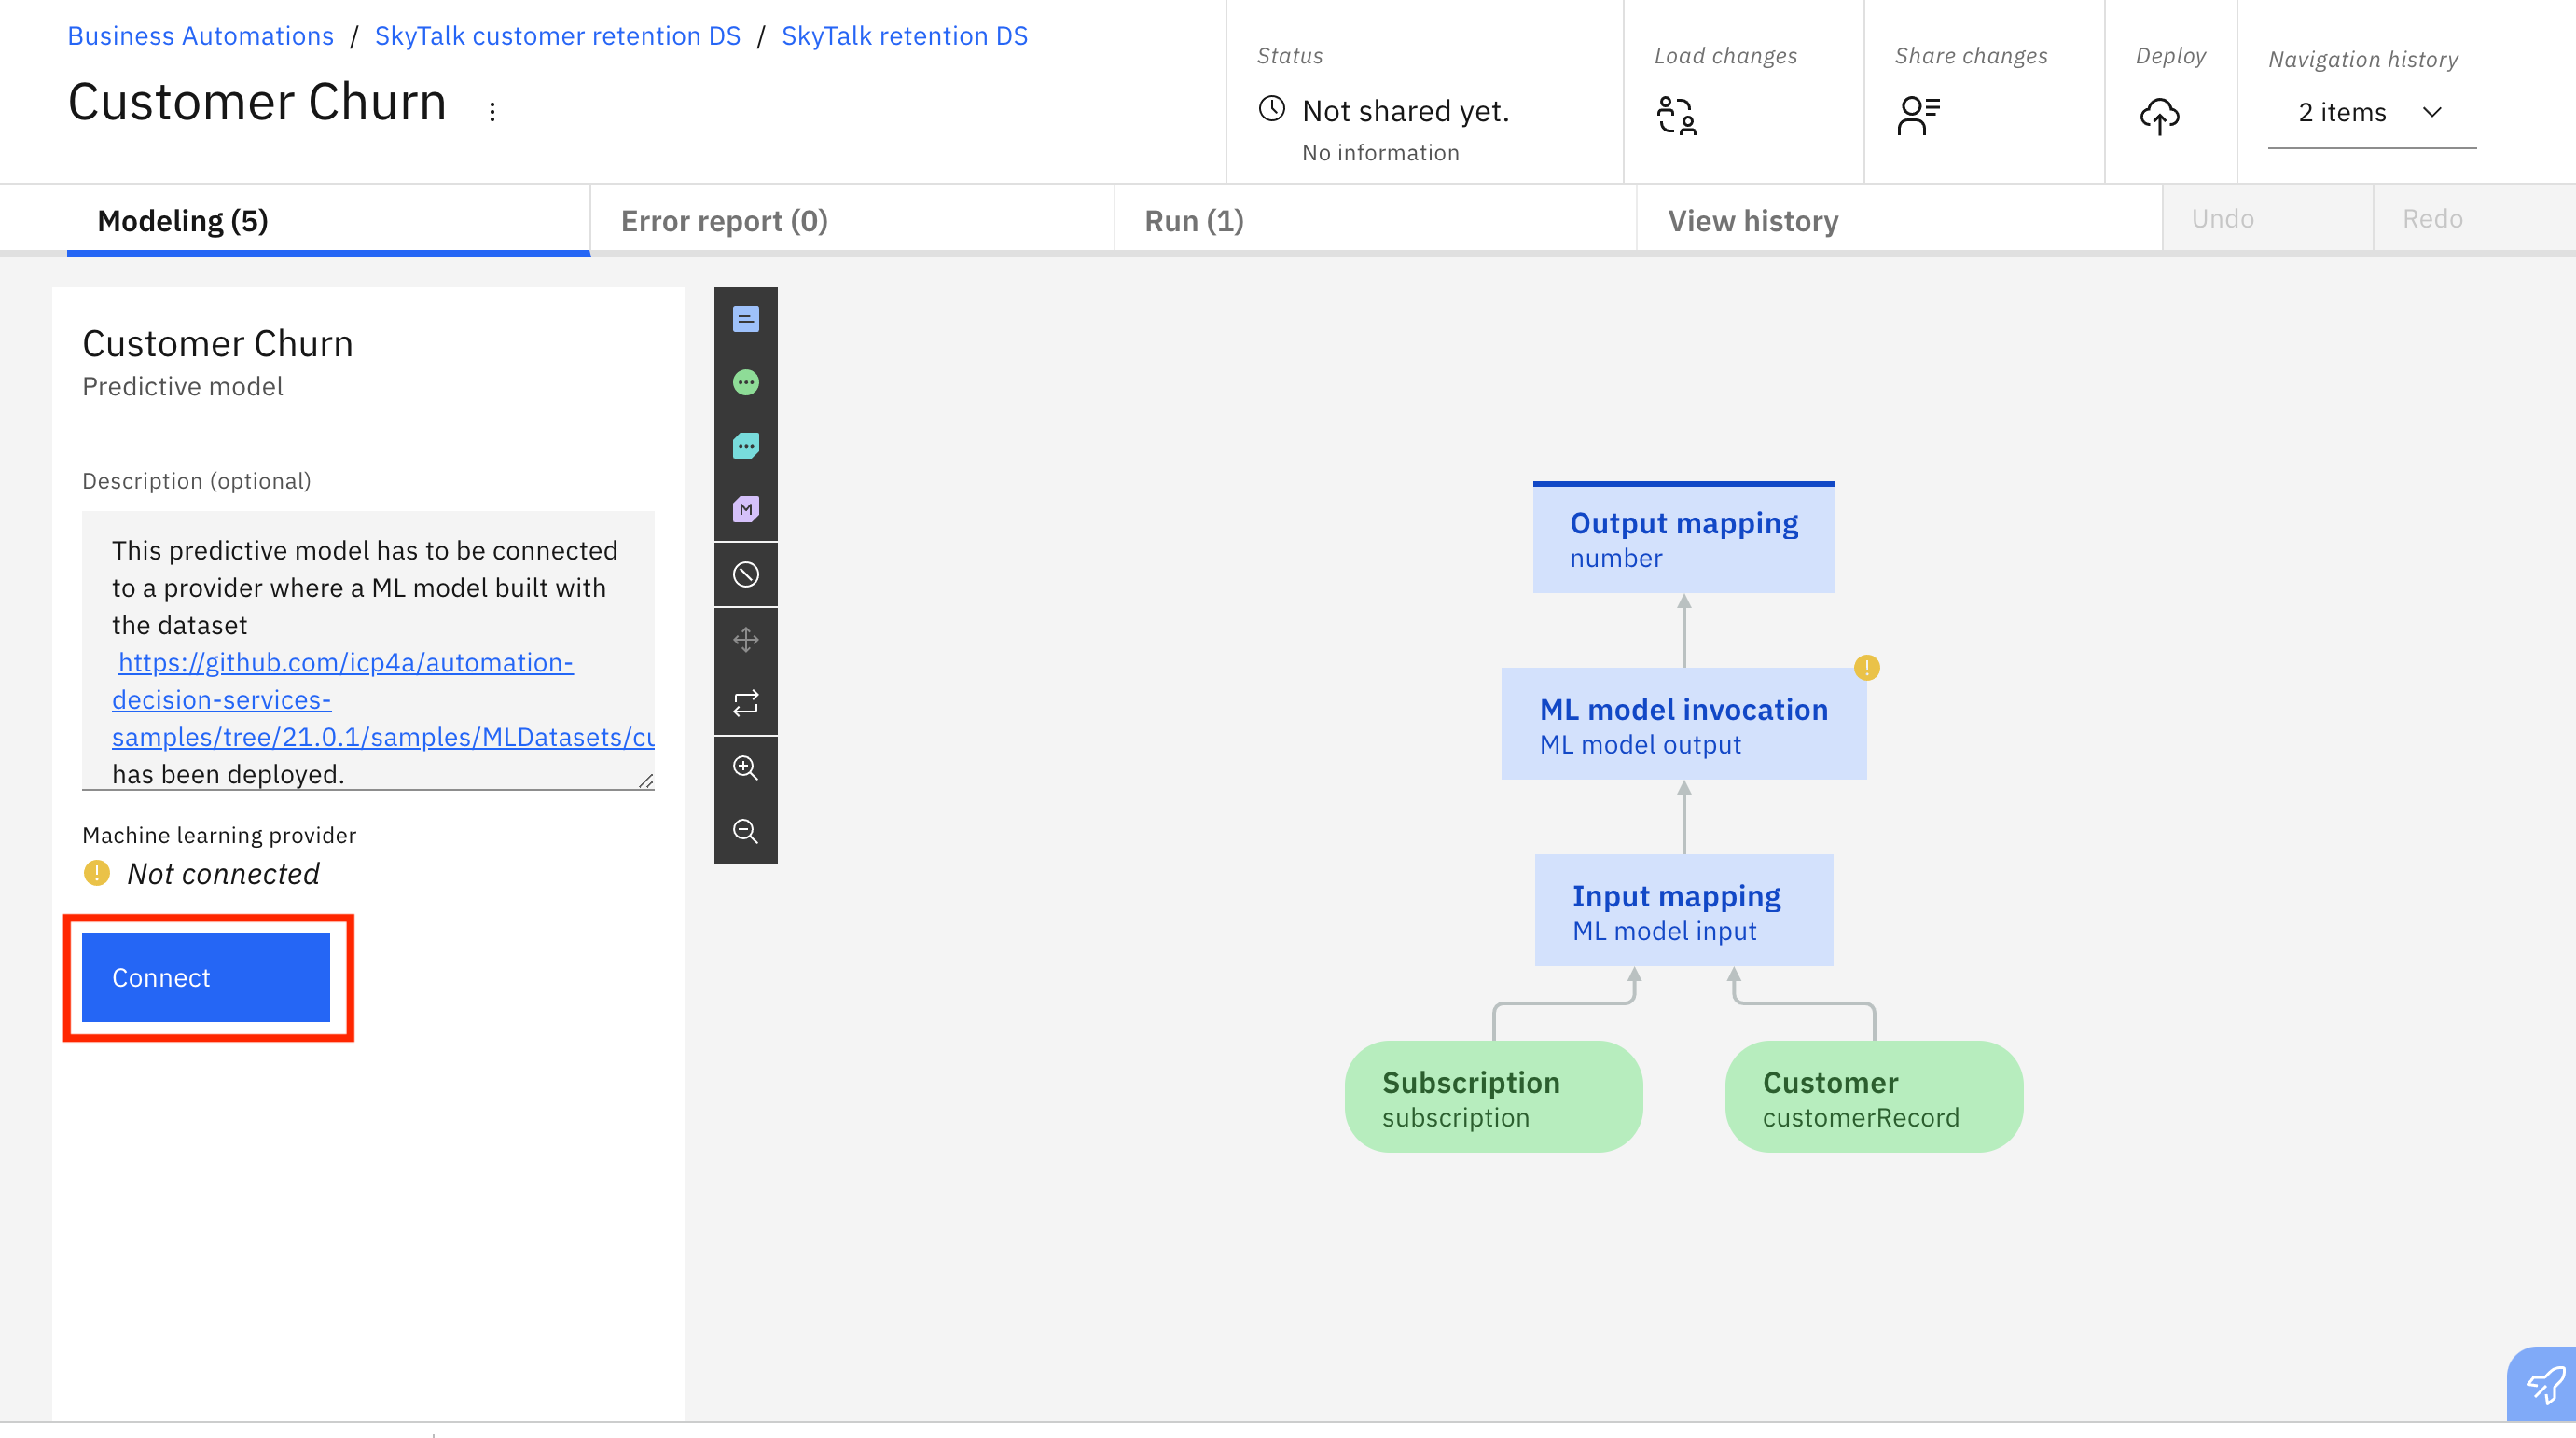 Business Automations / SkyTalk customer retention DS / SkyTalk retention DS
Customer Churn
Status
Not shared yet.
No information
Load changes
Share changes
Deploy
Navigation history
2 items
Modeling (5)
Error report (0)
Run (1)
View history
Undo
Redo
Customer Churn
Predictive model
Description (optional)
This predictive model has to be connected
to a provider where a ML model built with
the dataset
https://github.com/icp4a/automation-
decision-services-
samples/tree/21.0.1/samples/MLDatasets/cu
has been deployed.
Machine learning provider
Not connected
Connect
M
Output mapping
number
ML model invocation
ML model output
Input mapping
ML model input
Subscription
subscription
Customer
customerRecord